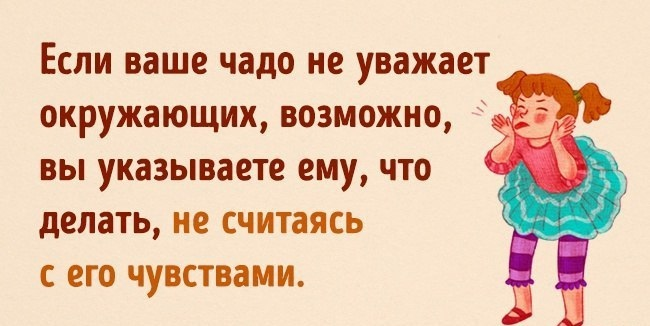 Если ваше чадо не уважает
окружающих, возможно,
вы указываете ему, что
делать, не считаясь
с его чувствами.